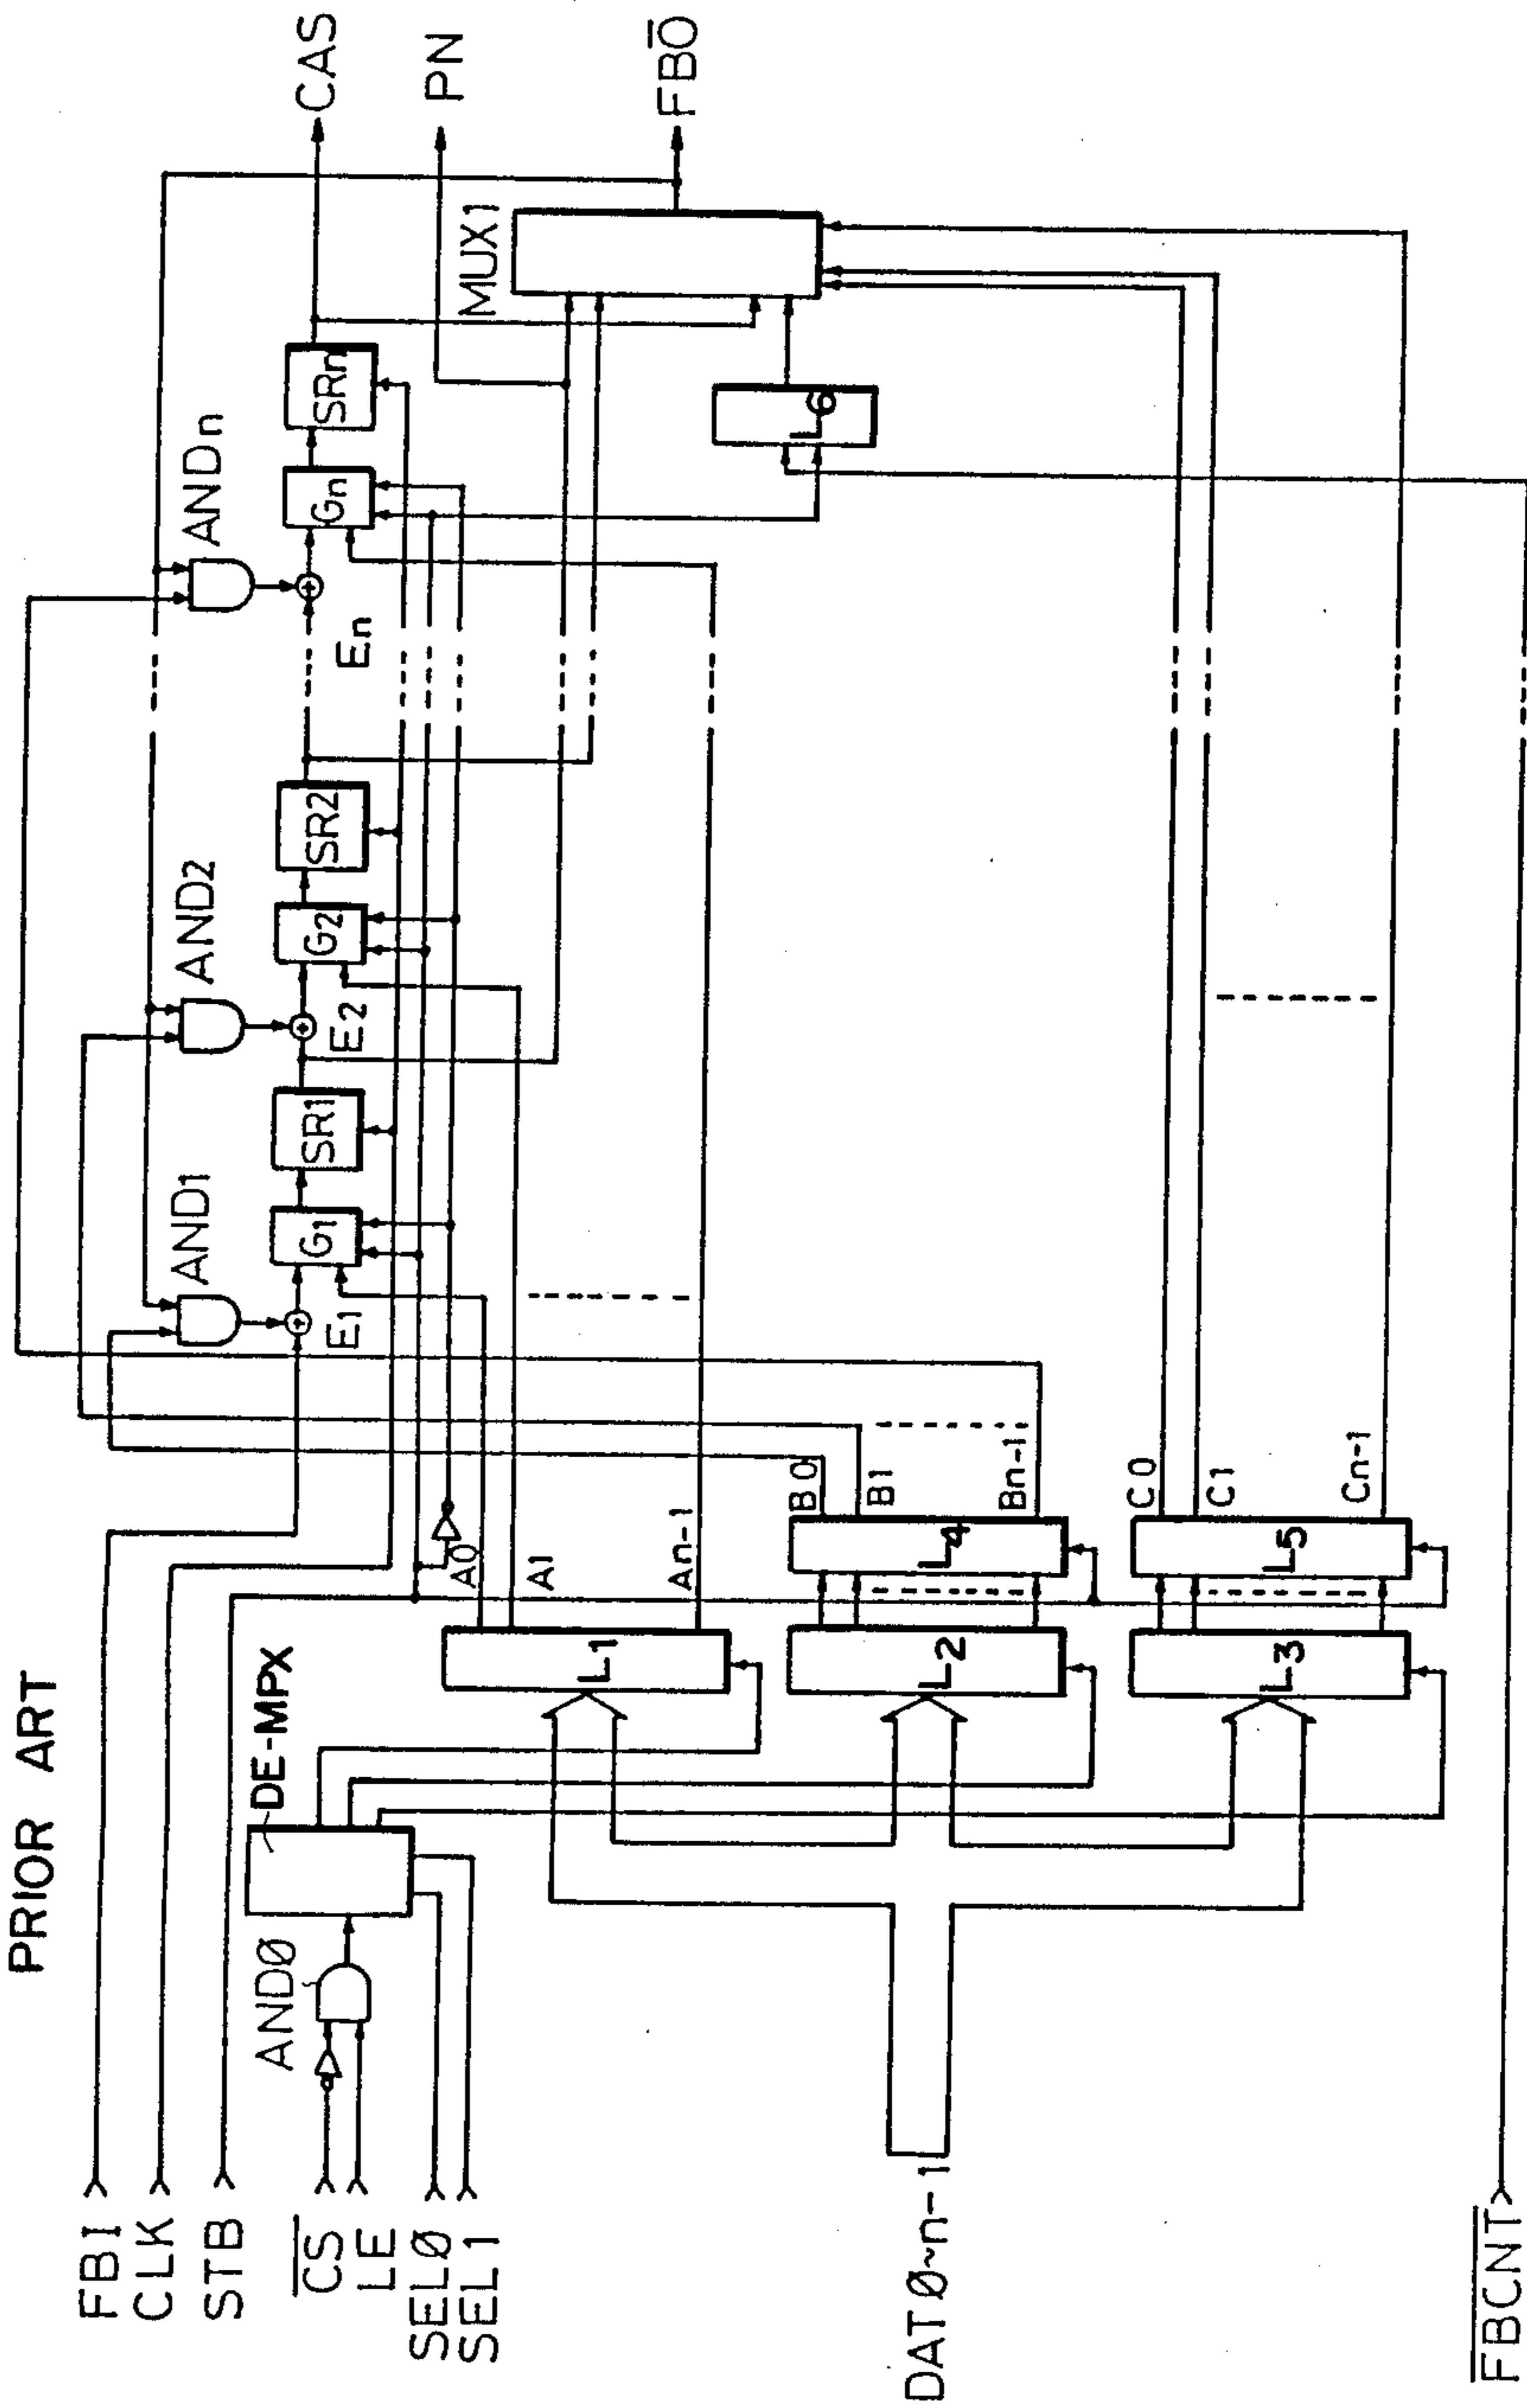 PRIOR ART
FBI
CLK
STB
C̅S̅
LE
SELØ
SEL1
DATØ~n-1
F̅B̅C̅N̅T̅
ANDØ
DE-MPX
L1
L2
L3
L4
L5
A0
A1
An-1
B0
B1
Bn-1
C0
C1
Cn-1
AND1
E1
G1
SR1
AND2
E2
G2
SR2
ANDn
En
Gn
SRn
L6
MUX1
CAS
PN
FBO̅